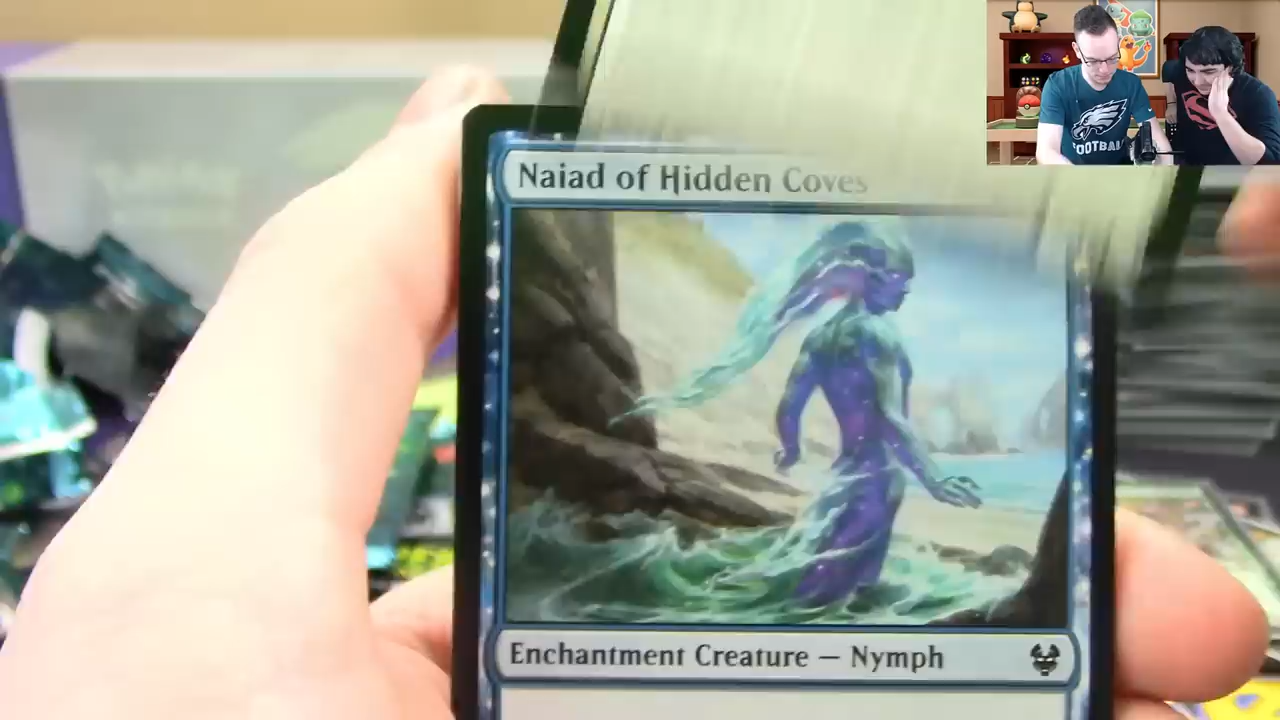 Naiad of Hidden Coves
Enchantment Creature — Nymph
FOOTBALL